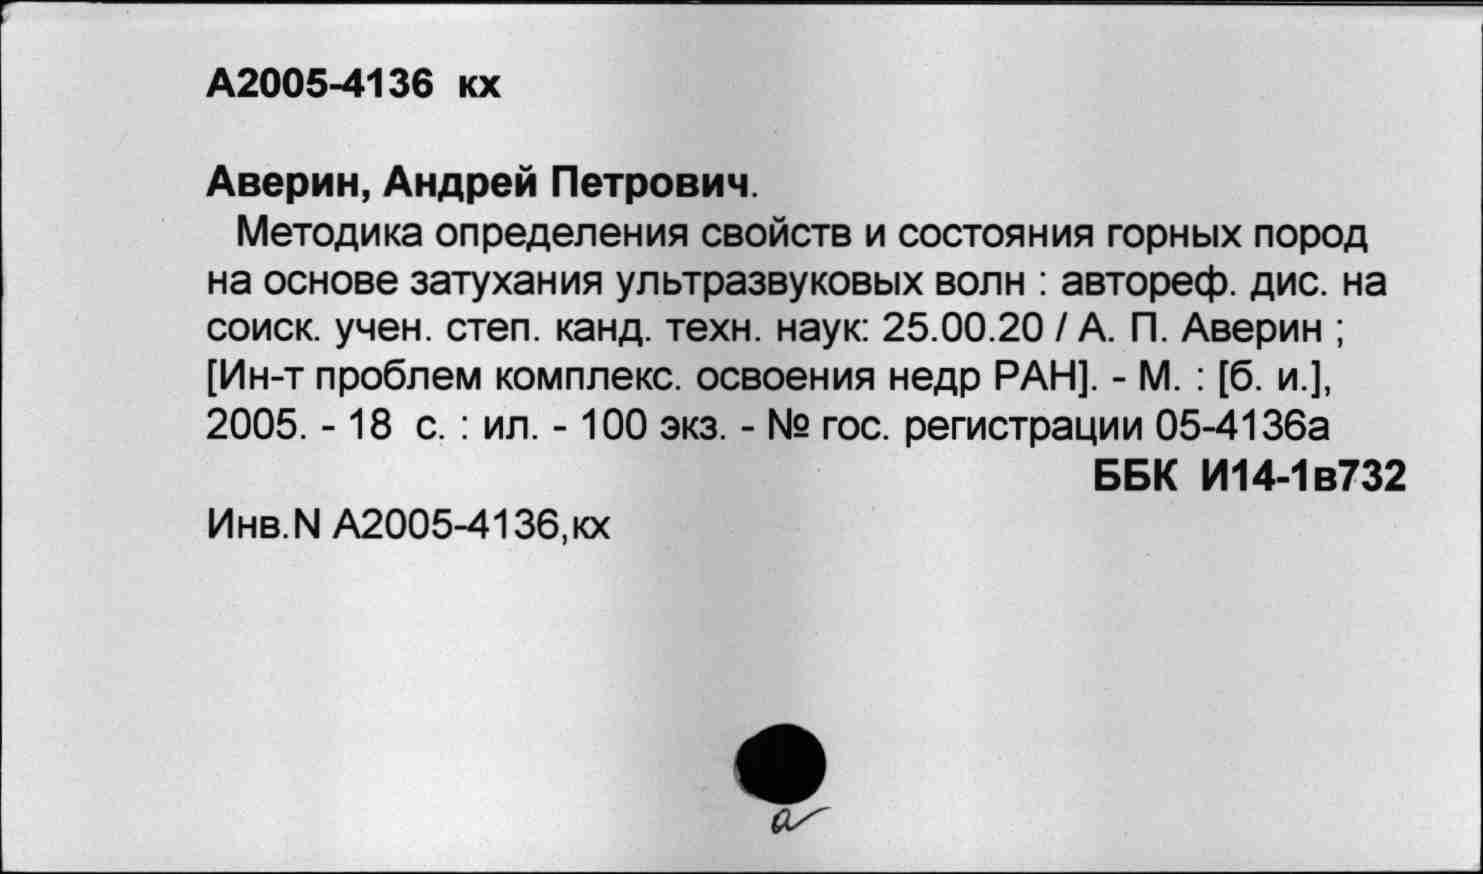 А2005-4136 кх
Аверин, Андрей Петрович.
Методика определения свойств и состояния горных пород
на основе затухания ультразвуковых волн : автореф. дис. на
соиск. учен. степ. канд. техн. наук: 25.00.20 / А. П. Аверин ;
[Ин-т проблем комплекс. освоения недр РАН]. - М. : [б. и.],
2005. - 18 с. : ил. - 100 экз. - № гос. регистрации 05-4136а
ББК И14-1в732
Инв.N А2005-4136,кх
а